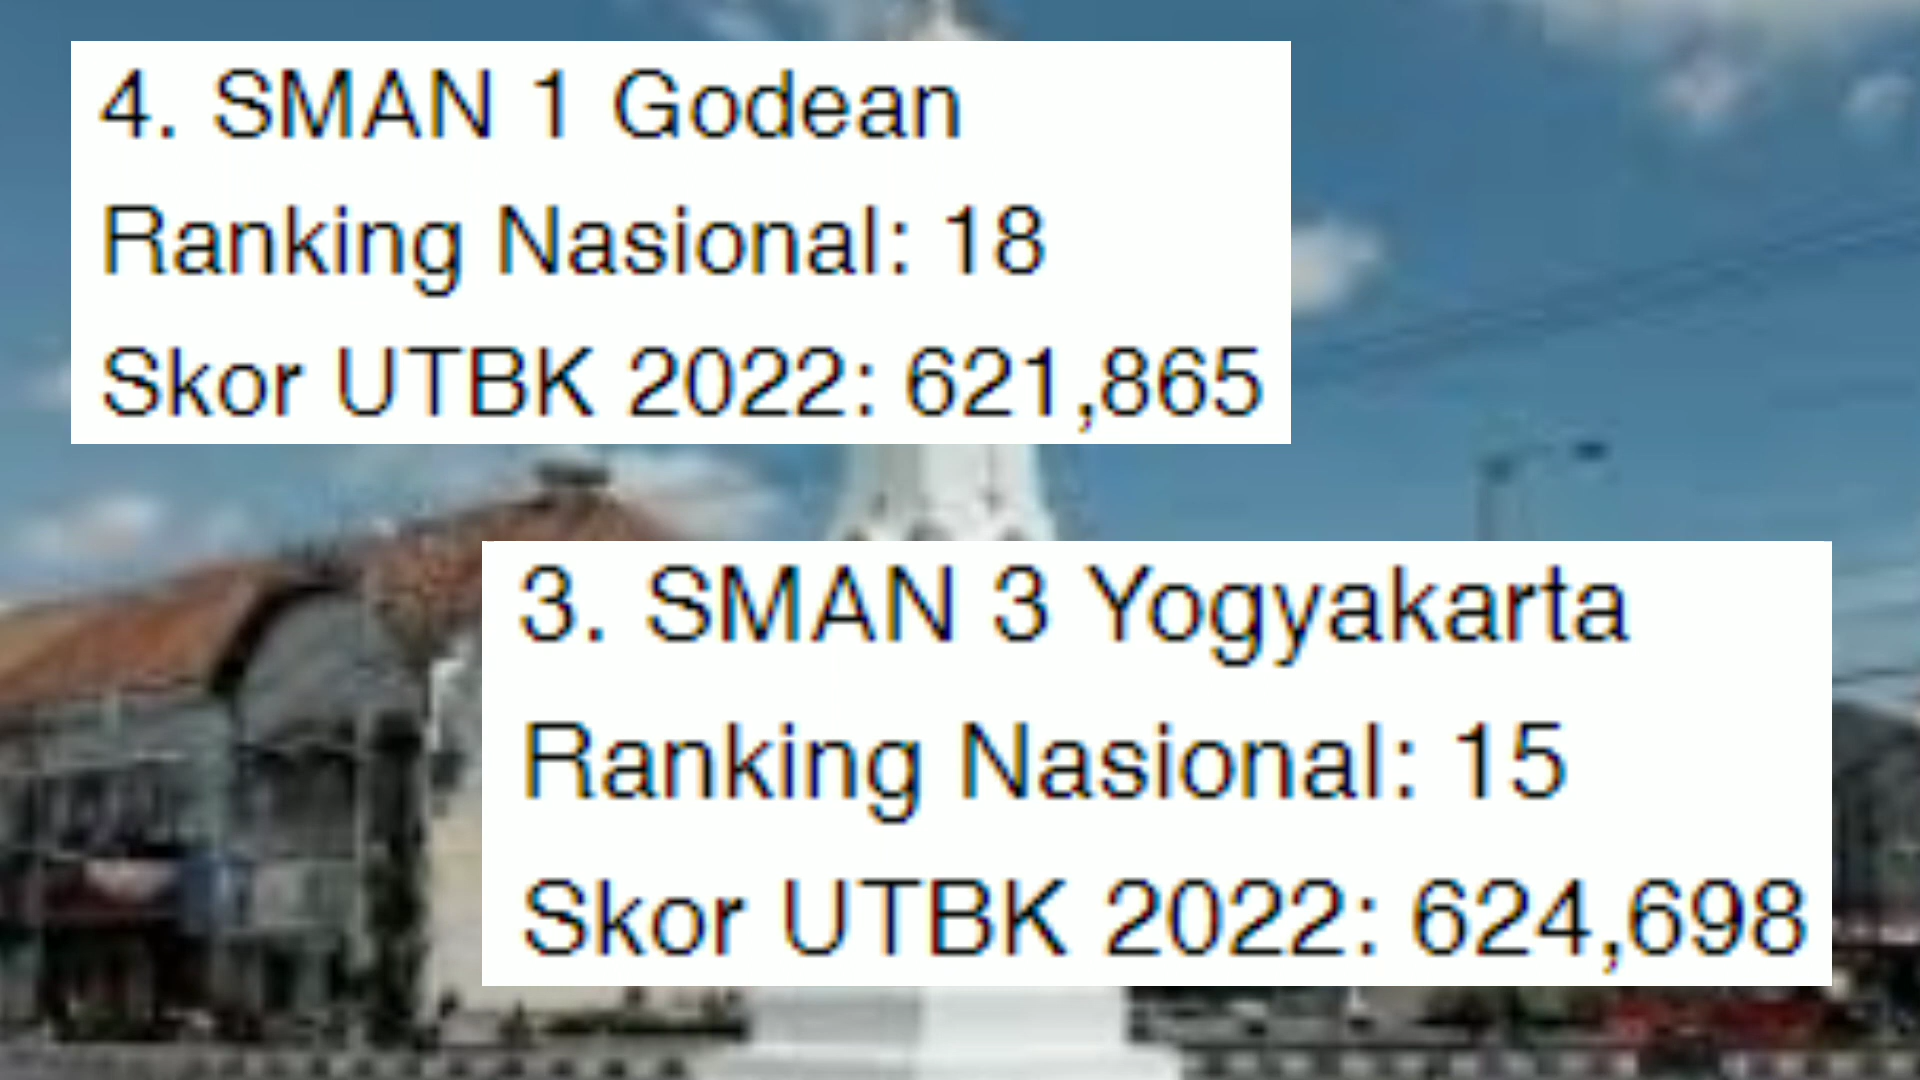 4. SMAN 1 Godean
Ranking Nasional: 18
Skor UTBK 2022: 621,865
3. SMAN 3 Yogyakarta
Ranking Nasional: 15
Skor UTBK 2022: 624,698